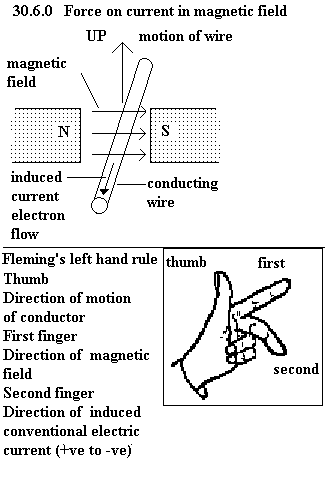 30.6.0 Force on current in magnetic field
UP motion of wire
magnetic
field
N S
induced
current
electron
flow
conducting
wire
Fleming's left hand rule
Thumb
Direction of motion
of conductor
First finger
Direction of magnetic
field
Second finger
Direction of induced
conventional electric
current (+ve to -ve)
thumb first
second